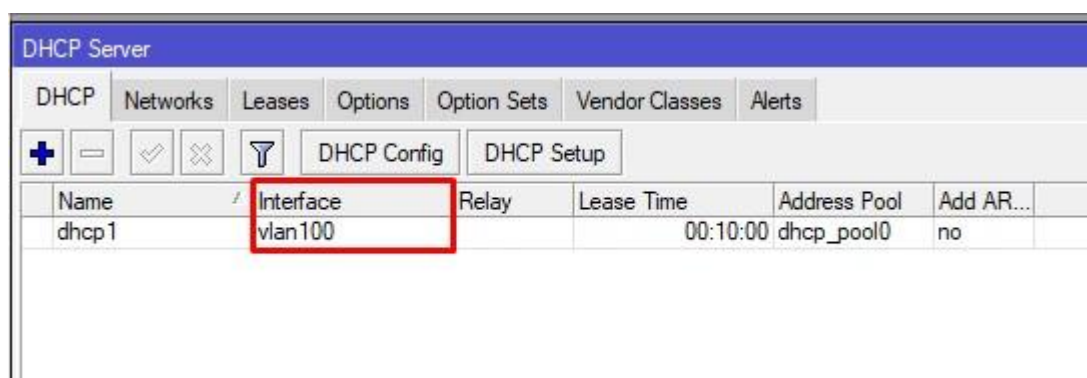 DHCP Server
DHCP Networks Leases Options Option Sets Vendor Classes Alerts
DHCP Config DHCP Setup
Name Interface Relay Lease Time Address Pool Add AR...
dhcp1 vlan100 00:10:00 dhcp_pool0 no